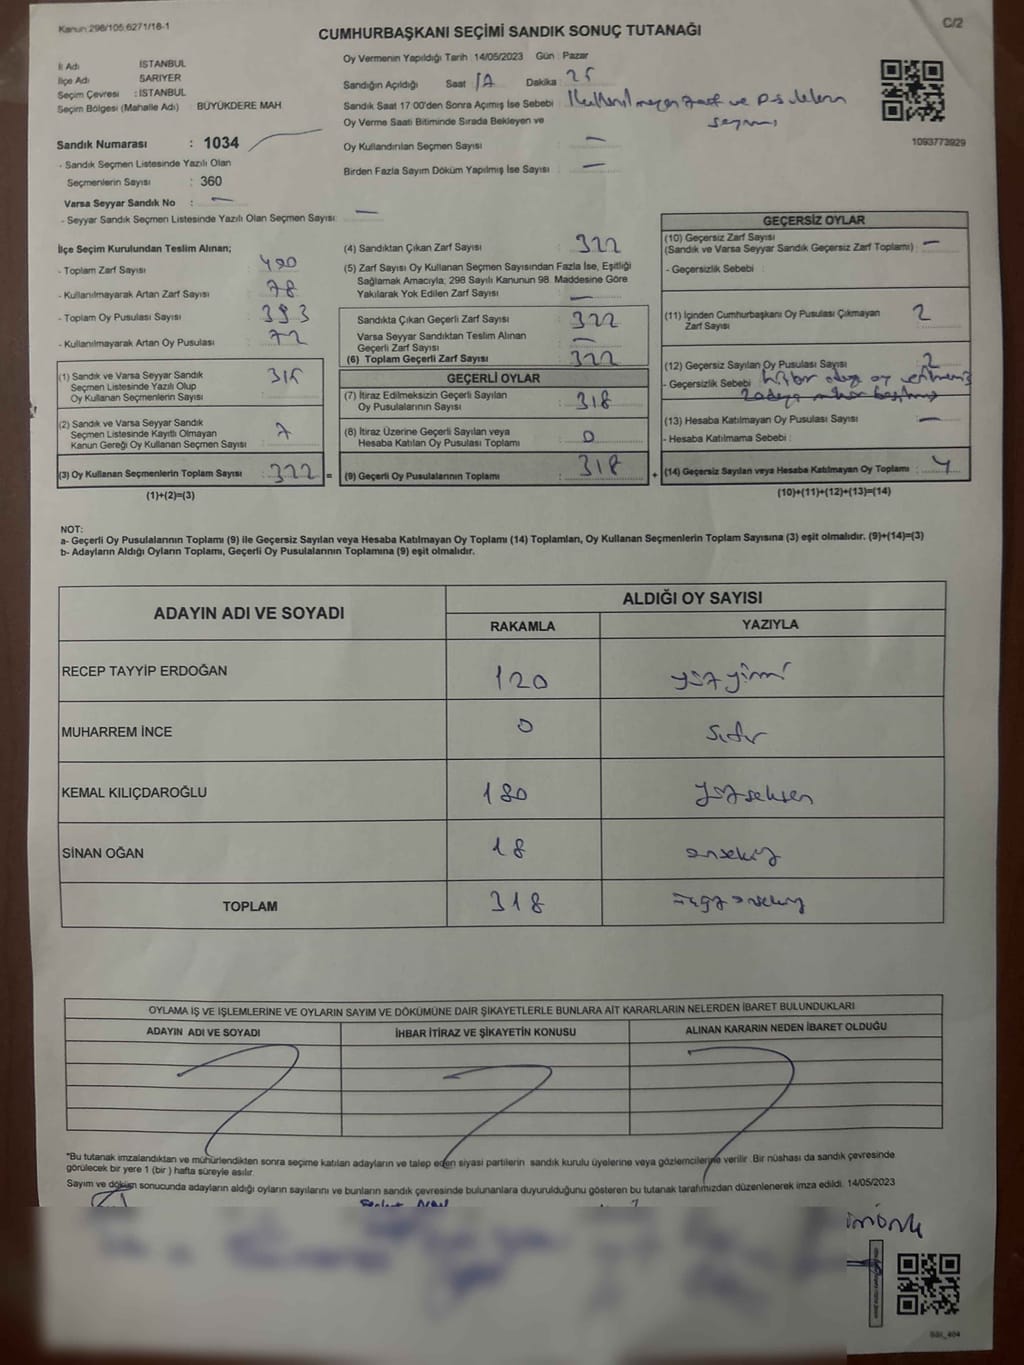 Kanun:298/105,6271/18-1
C/2
CUMHURBAŞKANI SEÇİMİ SANDIK SONUÇ TUTANAĞI
İl Adı İSTANBUL
İlçe Adı SARIYER
Seçim Çevresi : İSTANBUL
Seçim Bölgesi (Mahalle Adı) BÜYÜKDERE MAH
Sandık Numarası : 1034
- Sandık Seçmen Listesinde Yazılı Olan
Seçmenlerin Sayısı : 360
Varsa Seyyar Sandık No : —
- Seyyar Sandık Seçmen Listesinde Yazılı Olan Seçmen Sayısı —
Oy Vermenin Yapıldığı Tarih : 14/05/2023 Gün : Pazar
Sandığın Açıldığı Saat 17 Dakika 25
Sandık Saat 17:00'den Sonra Açımış İse Sebebi : Kullanılmayan zarf ve pusulaların
sayımı
Oy Verme Saati Bitiminde Sırada Bekleyen ve
Oy Kullandırılan Seçmen Sayısı —
Birden Fazla Sayım Döküm Yapılmış İse Sayısı —
1093773929
İlçe Seçim Kurulundan Teslim Alınan;
- Toplam Zarf Sayısı : 400
- Kullanılmayarak Artan Zarf Sayısı : 78
- Toplam Oy Pusulası Sayısı : 393
- Kullanılmayarak Artan Oy Pusulası : 72
(1) Sandık ve Varsa Seyyar Sandık
Seçmen Listesinde Yazılı Olup
Oy Kullanan Seçmenlerin Sayısı : 315
(2) Sandık ve Varsa Seyyar Sandık
Seçmen Listesinde Kayıtlı Olmayan
Kanun Gereği Oy Kullanan Seçmen Sayısı : 7
(3) Oy Kullanan Seçmenlerin Toplam Sayısı : 322 =
(1)+(2)=(3)
(4) Sandıktan Çıkan Zarf Sayısı 322
(5) Zarf Sayısı Oy Kullanan Seçmen Sayısından Fazla İse, Eşitliği
Sağlamak Amacıyla; 298 Sayılı Kanunun 98. Maddesine Göre
Yakılarak Yok Edilen Zarf Sayısı —
Sandıkta Çıkan Geçerli Zarf Sayısı 322
Varsa Seyyar Sandıktan Teslim Alınan
Geçerli Zarf Sayısı —
(6) Toplam Geçerli Zarf Sayısı 322
GEÇERLİ OYLAR
(7) İtiraz Edilmeksizin Geçerli Sayılan
Oy Pusulalarının Sayısı : 318
(8) İtiraz Üzerine Geçerli Sayılan veya
Hesaba Katılan Oy Pusulası Toplamı : 0
(9) Geçerli Oy Pusulalarının Toplamı : 318 +
GEÇERSİZ OYLAR
(10) Geçersiz Zarf Sayısı
(Sandık ve Varsa Seyyar Sandık Geçersiz Zarf Toplamı) : —
- Geçersizlik Sebebi :
(11) İçinden Cumhurbaşkanı Oy Pusulası Çıkmayan
Zarf Sayısı 2
(12) Geçersiz Sayılan Oy Pusulası Sayısı 2
- Geçersizlik Sebebi hiçbir aday oy verilmemiş
2 adaya mühür basılmış
(13) Hesaba Katılmayan Oy Pusulası Sayısı —
- Hesaba Katılmama Sebebi :
(14) Geçersiz Sayılan veya Hesaba Katılmayan Oy Toplamı : 4
(10)+(11)+(12)+(13)=(14)
NOT:
a- Geçerli Oy Pusulalarının Toplamı (9) ile Geçersiz Sayılan veya Hesaba Katılmayan Oy Toplamı (14) Toplamları, Oy Kullanan Seçmenlerin Toplam Sayısına (3) eşit olmalıdır. (9)+(14)=(3)
b- Adayların Aldığı Oyların Toplamı, Geçerli Oy Pusulalarının Toplamına (9) eşit olmalıdır.
ADAYIN ADI VE SOYADI ALDIĞI OY SAYISI
RAKAMLA YAZIYLA
RECEP TAYYİP ERDOĞAN 120 yüzyirmi
MUHARREM İNCE 0 sıfır
KEMAL KILIÇDAROĞLU 180 yüzseksen
SİNAN OĞAN 18 onsekiz
TOPLAM 318 üçyüzonsekiz
OYLAMA İŞ VE İŞLEMLERİNE VE OYLARIN SAYIM VE DÖKÜMÜNE DAİR ŞİKAYETLERLE BUNLARA AİT KARARLARIN NELERDEN İBARET BULUNDUKLARI
ADAYIN ADI VE SOYADI İHBAR İTİRAZ VE ŞİKAYETİN KONUSU ALINAN KARARIN NEDEN İBARET OLDUĞU
"Bu tutanak imzalandıktan ve mühürlendikten sonra seçime katılan adayların ve talep eden siyasi partilerin sandık kurulu üyelerine veya gözlemcilerine verilir. Bir nüshası da sandık çevresinde
görülecek bir yere 1 (bir) hafta süreyle asılır.
Sayım ve döküm sonucunda adayların aldığı oyların sayılarını ve bunların sandık çevresinde bulunanlara duyurulduğunu gösteren bu tutanak tarafımızdan düzenlenerek imza edildi. 14/05/2023